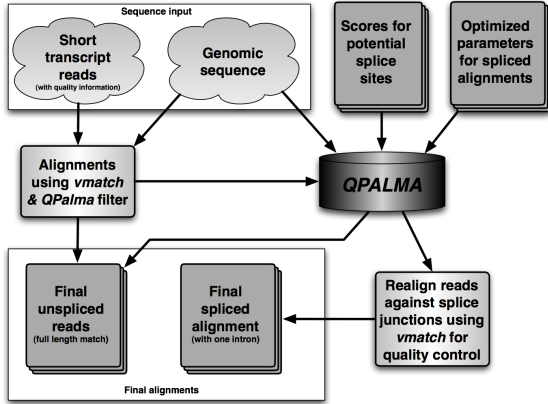 Sequence input
Short
transcript
reads
(with quality information)
Genomic
sequence
Scores for
potential
splice
sites
Optimized
parameters
for spliced
alignments
Alignments
using vmatch
& QPalma filter
QPALMA
Final
unspliced
reads
(full length match)
Final
spliced
alignment
(with one intron)
Realign reads
against splice
junctions using
vmatch for
quality control
Final alignments